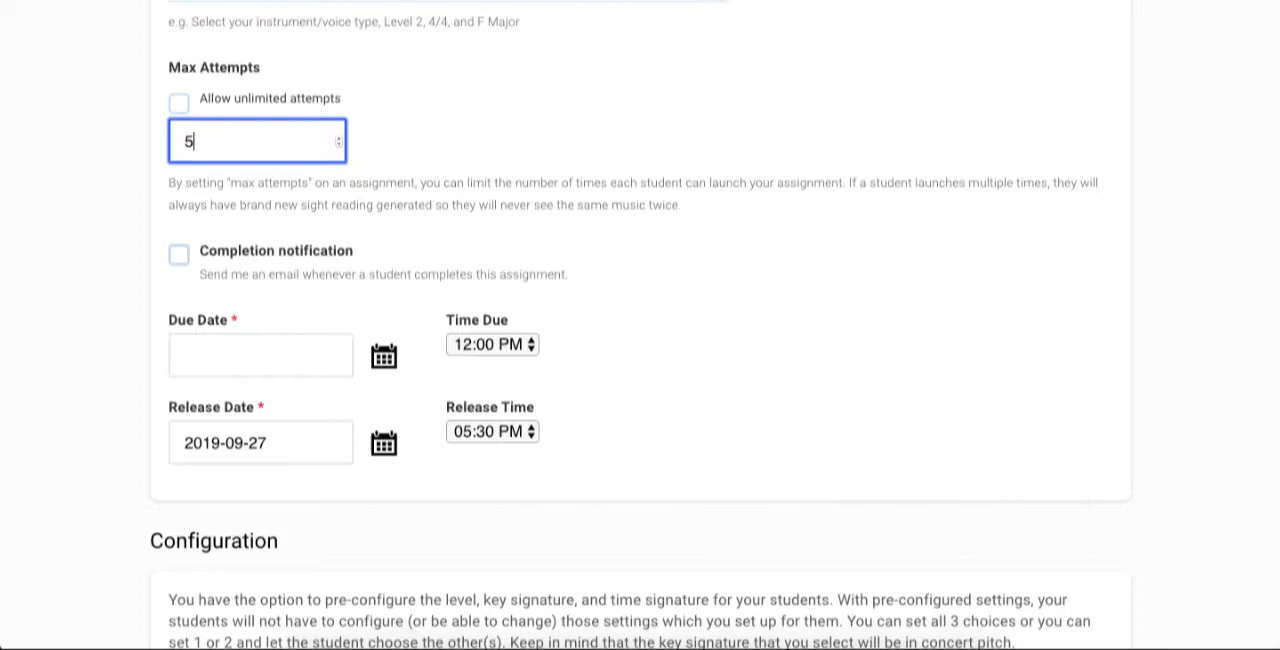 e.g. Select your instrument/voice type, Level 2, 4/4, and F Major
Max Attempts
Allow unlimited attempts
5
By setting "max attempts" on an assignment, you can limit the number of times each student can launch your assignment. If a student launches multiple times, they will
always have brand new sight reading generated so they will never see the same music twice.
Completion notification
Send me an email whenever a student completes this assignment.
Due Date * Time Due
12:00 PM
Release Date * Release Time
2019-09-27 05:30 PM
Configuration
You have the option to pre-configure the level, key signature, and time signature for your students. With pre-configured settings, your
students will not have to configure (or be able to change) those settings which you set up for them. You can set all 3 choices or you can
set 1 or 2 and let the student choose the other(s). Keep in mind that the key signature that you select will be in concert pitch.